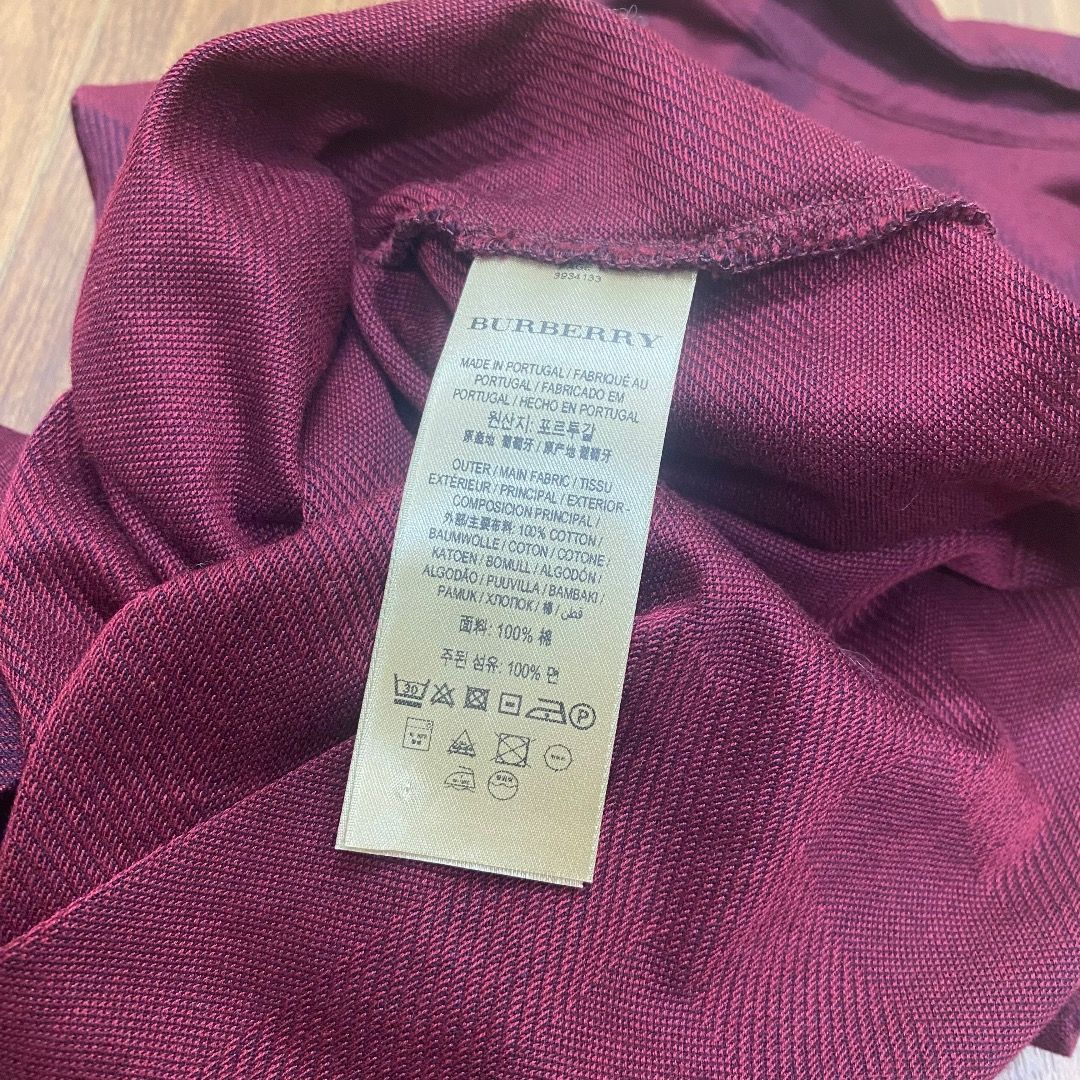 3934133
BURBERRY
MADE IN PORTUGAL / FABRIQUÉ AU
PORTUGAL / FABRICADO EM
PORTUGAL / HECHO EN PORTUGAL
원산지: 포르투갈
原產地 葡萄牙 / 原产地 葡萄牙
OUTER / MAIN FABRIC / TISSU
EXTÉRIEUR / PRINCIPAL / EXTERIOR -
COMPOSICION PRINCIPAL /
外部/主要布料: 100% COTTON /
BAUMWOLLE / COTON / COTONE /
KATOEN / BOMULL / ALGODÓN /
ALGODÃO / PUUVILLA / BAMBAKI /
PAMUK / ХЛОПОК / 棉 / قطن
面料: 100% 棉
주된 섬유: 100% 면
30
P